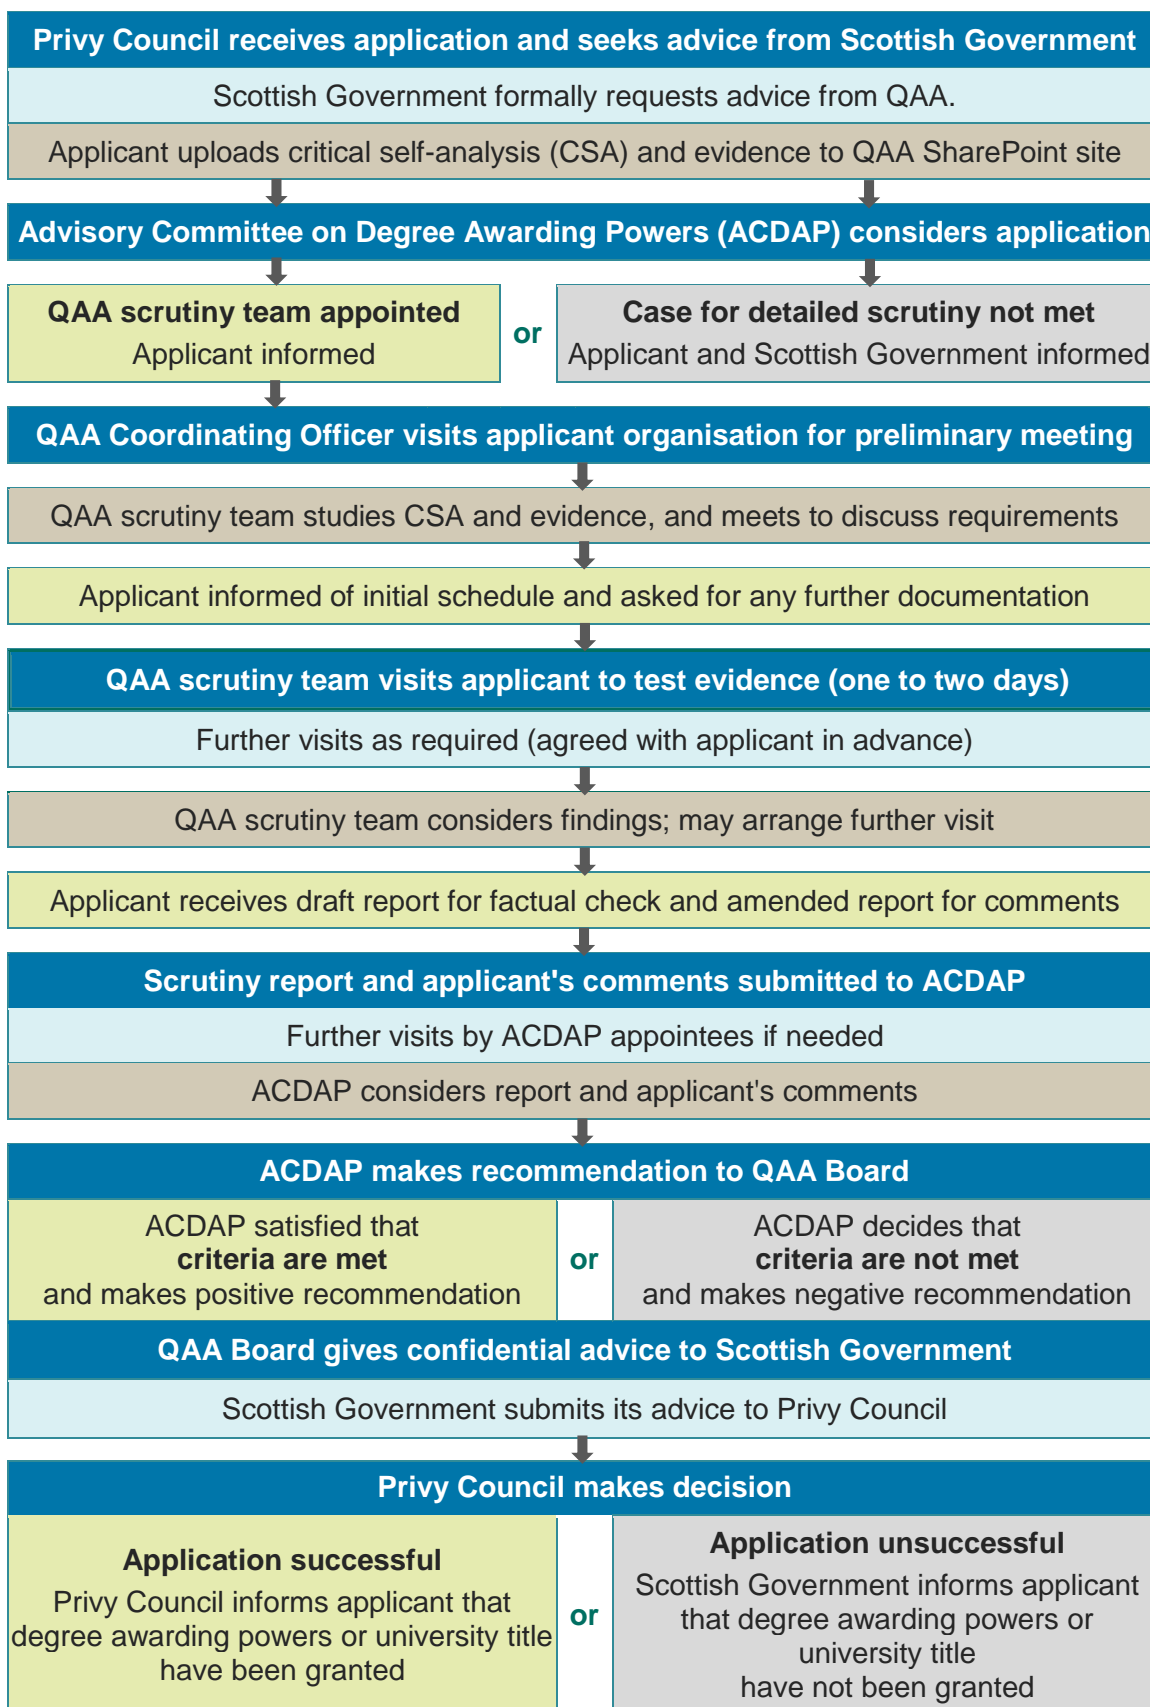 Privy Council receives application and seeks advice from Scottish Government
Scottish Government formally requests advice from QAA.
Applicant uploads critical self-analysis (CSA) and evidence to QAA SharePoint site
Advisory Committee on Degree Awarding Powers (ACDAP) considers application
QAA scrutiny team appointed
Applicant informed
or
Case for detailed scrutiny not met
Applicant and Scottish Government informed
QAA Coordinating Officer visits applicant organisation for preliminary meeting
QAA scrutiny team studies CSA and evidence, and meets to discuss requirements
Applicant informed of initial schedule and asked for any further documentation
QAA scrutiny team visits applicant to test evidence (one to two days)
Further visits as required (agreed with applicant in advance)
QAA scrutiny team considers findings; may arrange further visit
Applicant receives draft report for factual check and amended report for comments
Scrutiny report and applicant's comments submitted to ACDAP
Further visits by ACDAP appointees if needed
ACDAP considers report and applicant's comments
ACDAP makes recommendation to QAA Board
ACDAP satisfied that
criteria are met
and makes positive recommendation
or
ACDAP decides that
criteria are not met
and makes negative recommendation
QAA Board gives confidential advice to Scottish Government
Scottish Government submits its advice to Privy Council
Privy Council makes decision
Application successful
Privy Council informs applicant that
degree awarding powers or university title
have been granted
or
Application unsuccessful
Scottish Government informs applicant
that degree awarding powers or
university title
have not been granted